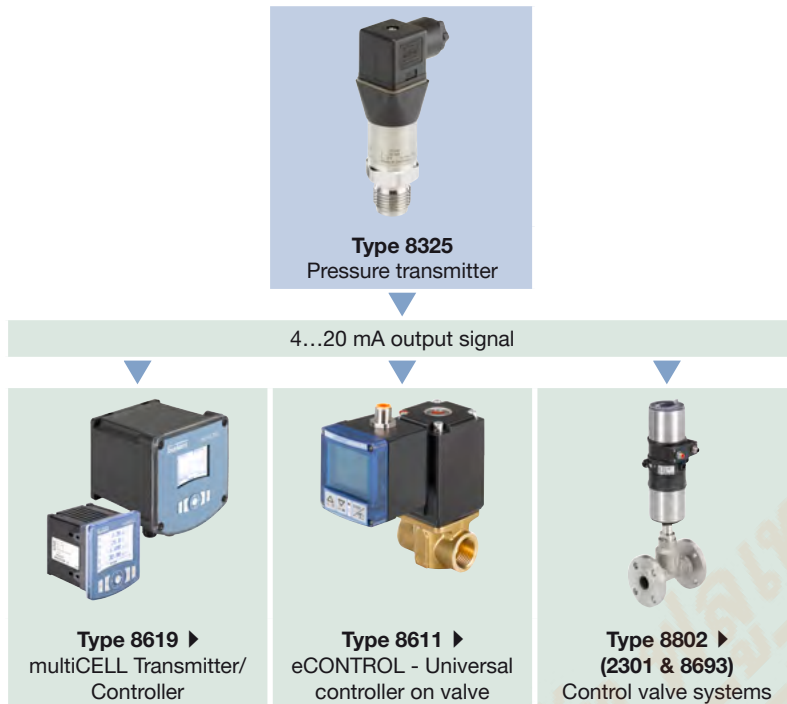 Type 8325
Pressure transmitter
4…20 mA output signal
Type 8619
multiCELL Transmitter/
Controller
Type 8611
eCONTROL - Universal
controller on valve
Type 8802
(2301 & 8693)
Control valve systems